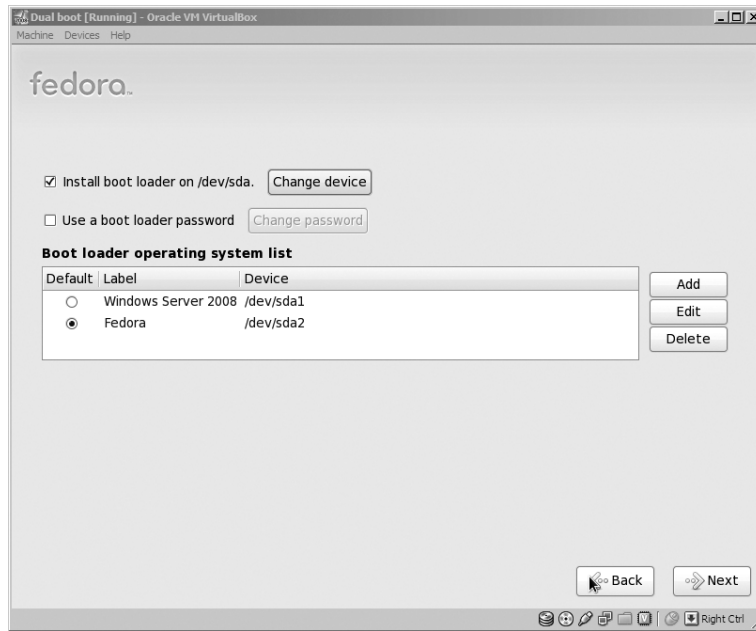 Dual boot [Running] - Oracle VM VirtualBox
Machine Devices Help
fedora
Install boot loader on /dev/sda. Change device
Use a boot loader password Change password
Boot loader operating system list
Default Label Device
Windows Server 2008 /dev/sda1
Fedora /dev/sda2
Add
Edit
Delete
Back Next
Right Ctrl